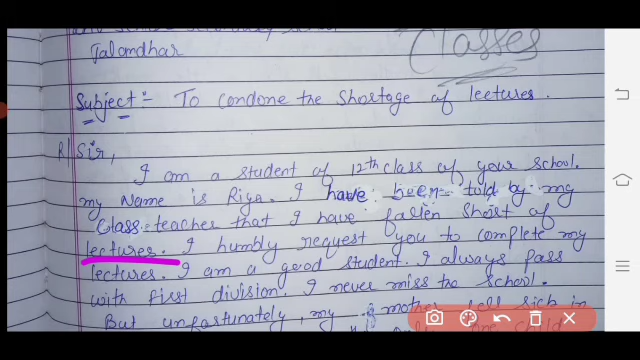 Jalandhar
Classes
Subject:- To condone the shortage of lectures.
R/Sir,
I am a student of 12th class of your school.
my Name is Riya. I have been told by my
Class-teacher that I have fallen short of
lectures. I humbly request you to complete my
lectures. I am a good student. I always pass
with first division. I never miss the school.
But unfortunately, my mother fell sick in
one child